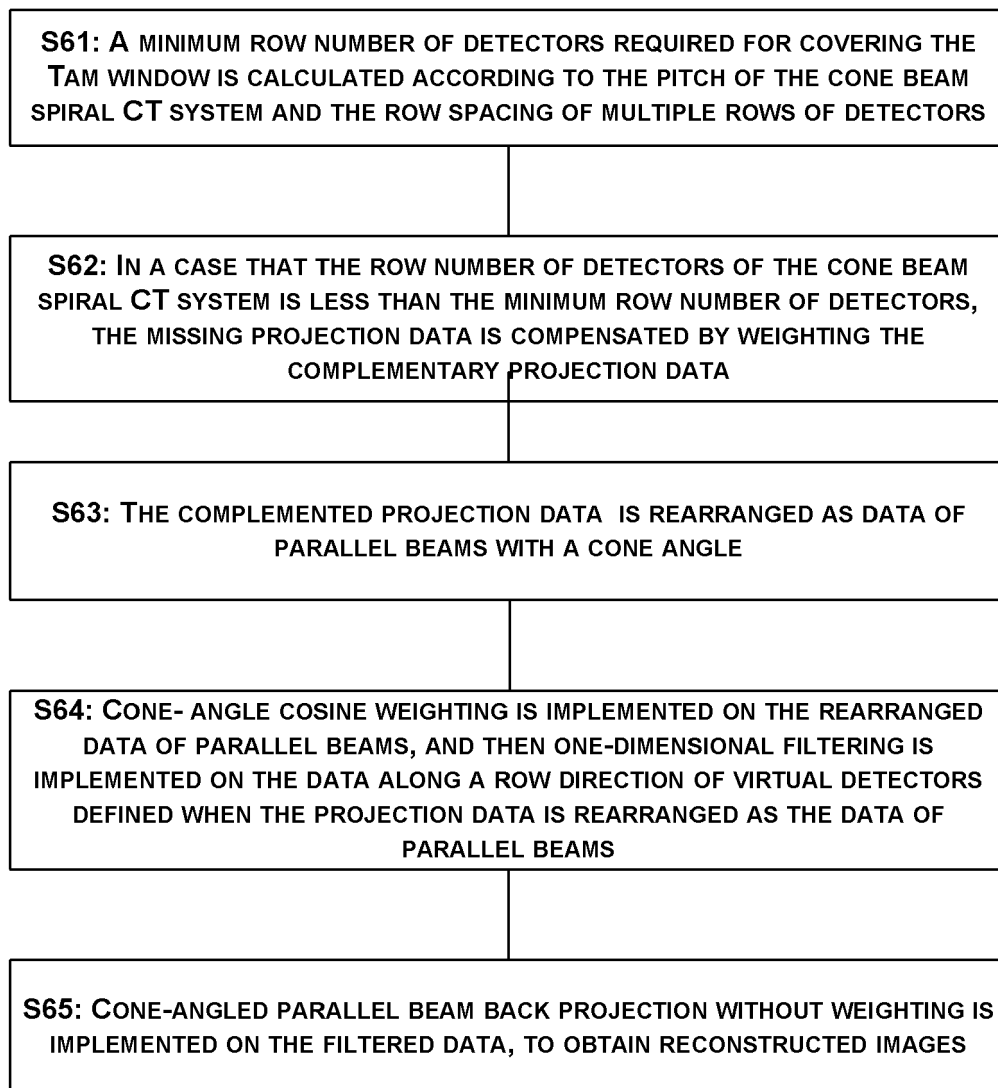 S61: A MINIMUM ROW NUMBER OF DETECTORS REQUIRED FOR COVERING THE
TAM WINDOW IS CALCULATED ACCORDING TO THE PITCH OF THE CONE BEAM
SPIRAL CT SYSTEM AND THE ROW SPACING OF MULTIPLE ROWS OF DETECTORS
S62: IN A CASE THAT THE ROW NUMBER OF DETECTORS OF THE CONE BEAM
SPIRAL CT SYSTEM IS LESS THAN THE MINIMUM ROW NUMBER OF DETECTORS,
THE MISSING PROJECTION DATA IS COMPENSATED BY WEIGHTING THE
COMPLEMENTARY PROJECTION DATA
S63: THE COMPLEMENTED PROJECTION DATA IS REARRANGED AS DATA OF
PARALLEL BEAMS WITH A CONE ANGLE
S64: CONE- ANGLE COSINE WEIGHTING IS IMPLEMENTED ON THE REARRANGED
DATA OF PARALLEL BEAMS, AND THEN ONE-DIMENSIONAL FILTERING IS
IMPLEMENTED ON THE DATA ALONG A ROW DIRECTION OF VIRTUAL DETECTORS
DEFINED WHEN THE PROJECTION DATA IS REARRANGED AS THE DATA OF
PARALLEL BEAMS
S65: CONE-ANGLED PARALLEL BEAM BACK PROJECTION WITHOUT WEIGHTING IS
IMPLEMENTED ON THE FILTERED DATA, TO OBTAIN RECONSTRUCTED IMAGES